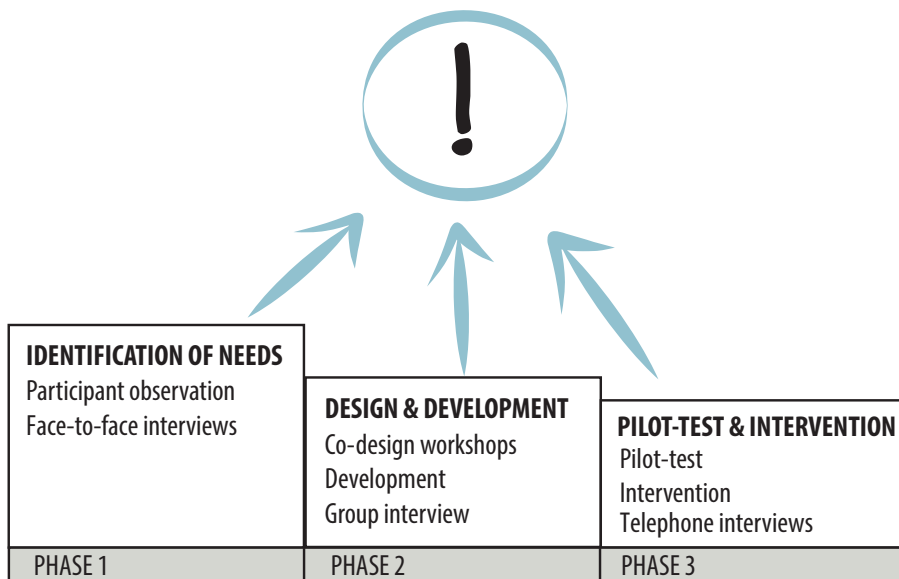 !
IDENTIFICATION OF NEEDS
Participant observation
Face-to-face interviews
PHASE 1
DESIGN & DEVELOPMENT
Co-design workshops
Development
Group interview
PHASE 2
PILOT-TEST & INTERVENTION
Pilot-test
Intervention
Telephone interviews
PHASE 3